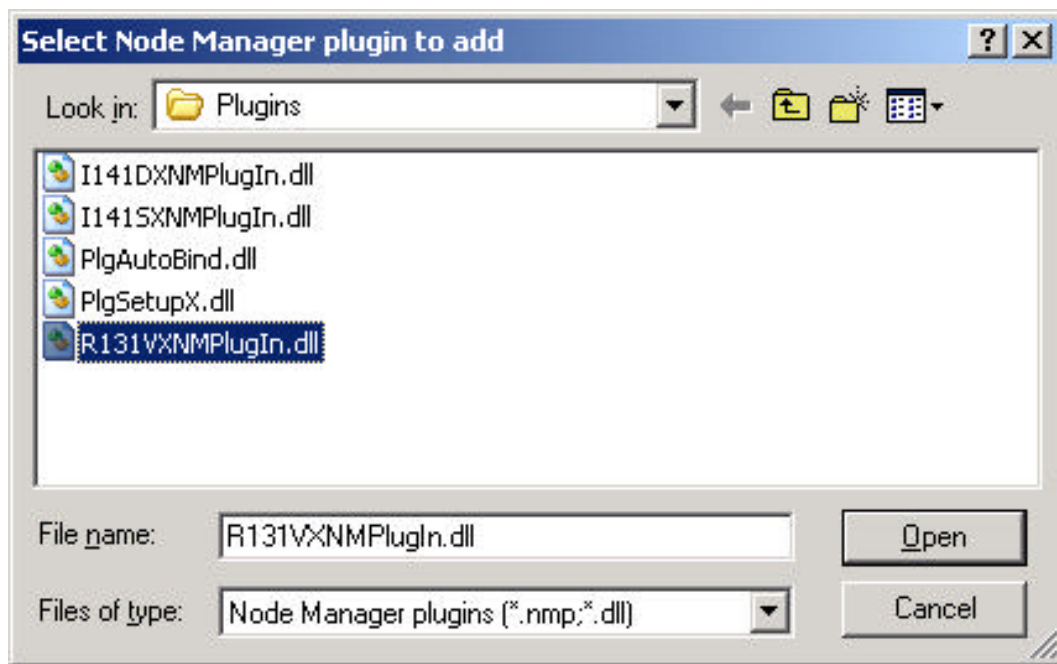 Select Node Manager plugin to add
Look in: Plugins
I141DXNMPlugIn.dll
I141SXNMPlugIn.dll
PlgAutoBind.dll
PlgSetupX.dll
R131VXNMPlugIn.dll
File name: R131VXNMPlugIn.dll Open
Files of type: Node Manager plugins (*.nmp;*.dll) Cancel